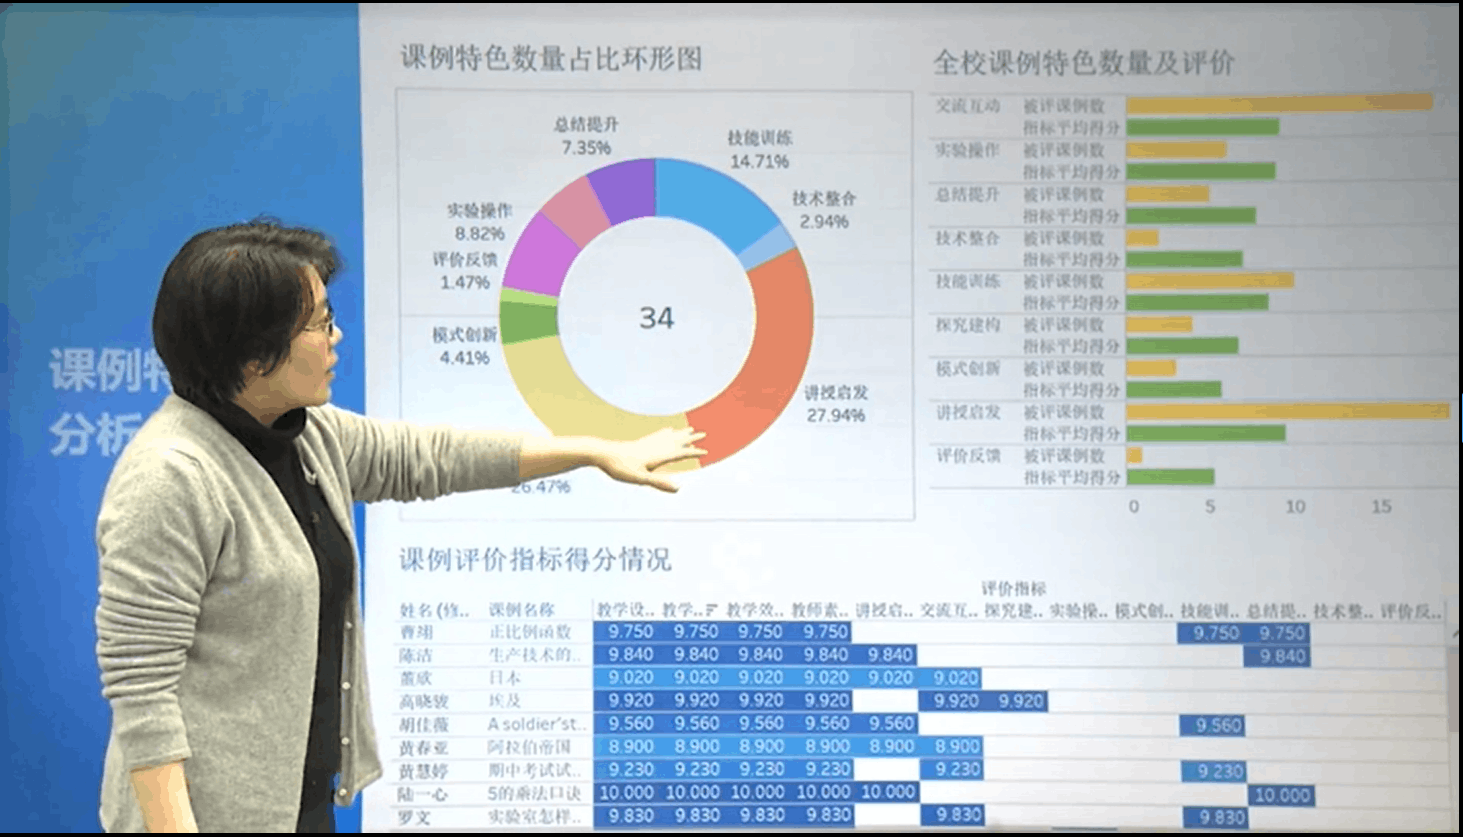 课例特
分析
课例特色数量占比环形图
总结提升
7.35%
技能训练
14.71%
技术整合
2.94%
实验操作
8.82%
评价反馈
1.47%
模式创新
4.41%
34
讲授启发
27.94%
26.47%
全校课例特色数量及评价
交流互动 被评课例数
指标平均得分
实验操作 被评课例数
指标平均得分
总结提升 被评课例数
指标平均得分
技术整合 被评课例数
指标平均得分
技能训练 被评课例数
指标平均得分
探究建构 被评课例数
指标平均得分
模式创新 被评课例数
指标平均得分
讲授启发 被评课例数
指标平均得分
评价反馈 被评课例数
指标平均得分
0 5 10 15
课例评价指标得分情况
评价指标
姓名(修.. 课例名称 教学设.. 教学.. 教学效.. 教师素.. 讲授启.. 交流互.. 探究建.. 实验操.. 模式创.. 技能训.. 总结提.. 技术整.. 评价反..
曹翊 正比例函数 9.750 9.750 9.750 9.750 9.750 9.750
陈洁 生产技术的.. 9.840 9.840 9.840 9.840 9.840 9.840
董欣 日本 9.020 9.020 9.020 9.020 9.020 9.020
高晓骏 埃及 9.920 9.920 9.920 9.920 9.920 9.920
胡佳薇 A soldier'st.. 9.560 9.560 9.560 9.560 9.560 9.560
黄春亚 阿拉伯帝国 8.900 8.900 8.900 8.900 8.900 8.900
黄慧婷 期中考试试.. 9.230 9.230 9.230 9.230 9.230 9.230
陆一心 5的乘法口诀 10.000 10.000 10.000 10.000 10.000 10.000
罗文 实验室怎样.. 9.830 9.830 9.830 9.830 9.830 9.830